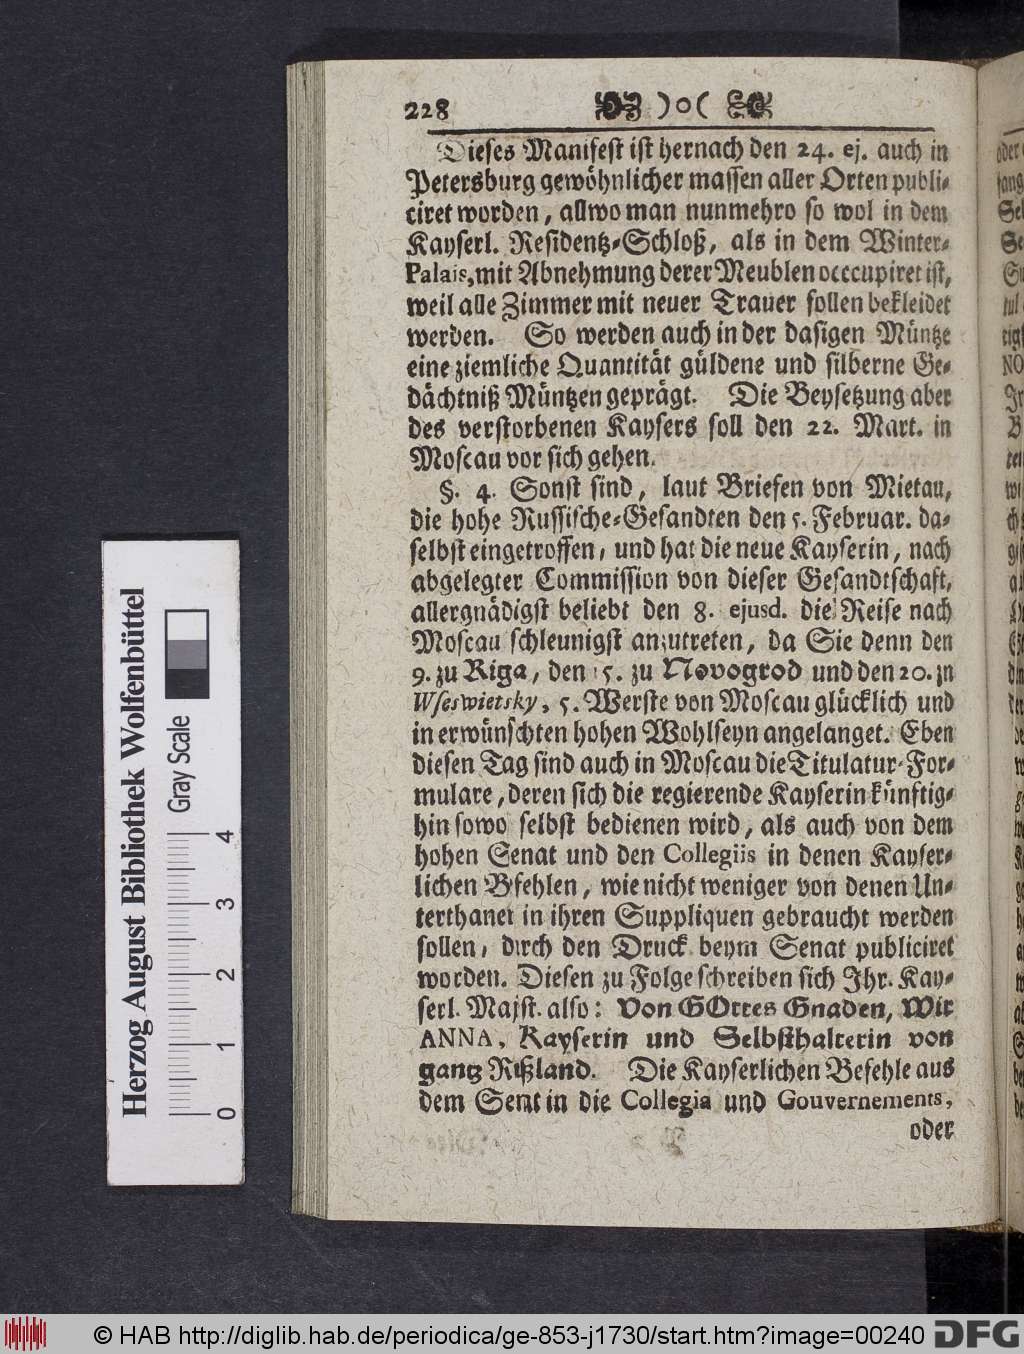 228 )o(
Dieses Manifest ist hernach den 24. ej. auch in
Petersburg gewöhnlicher massen aller Orten publi-
ciret worden, allwo man nunmehro so wol in dem
Kayserl. Residentz-Schloß, als in dem Winter-
Palais, mit Abnehmung derer Meublen occcupiret ist,
weil alle Zimmer mit neuer Trauer sollen bekleidet
werden. So werden auch in der dasigen Müntze
eine ziemliche Quantität güldene und silberne Ge-
dächtniß Müntzen geprägt. Die Beysetzung aber
des verstorbenen Kaysers soll den 22. Mart. in
Moscau vor sich gehen.
§. 4. Sonst sind, laut Briefen von Mietau,
die hohe Russische-Gesandten den 5. Februar. da-
selbst eingetroffen, und hat die neue Kayserin, nach
abgelegter Commission von dieser Gesandtschaft,
allergnädigst beliebt den 8. ejusd. die Reise nach
Moscau schleunigst anzutreten, da Sie denn den
9. zu Riga, den 15. zu Novogrod und den 20. zn
Wseswietsky, 5. Werste von Moscau glücklich und
in erwünschten hohen Wohlseyn angelanget. Eben
diesen Tag sind auch in Moscau die Titulatur-For-
mulare, deren sich die regierende Kayserin künftig-
hin sowo selbst bedienen wird, als auch von dem
hohen Senat und den Collegiis in denen Kayser-
lichen Bfehlen, wie nicht weniger von denen Un-
terthanen in ihren Suppliquen gebraucht werden
sollen, durch den Druck beym Senat publiciret
worden. Diesen zu Folge schreiben sich Ihr. Kay-
serl. Majst. also: Von GOttes Gnaden, Wir
ANNA, Kayserin und Selbsthalterin von
gantz Rußland. Die Kayserlichen Befehle aus
dem Senat in die Collegia und Gouvernements,
oder
Herzog August Bibliothek Wolfenbüttel
Gray Scale
0 1 2 3 4
© HAB http://diglib.hab.de/periodica/ge-853-j1730/start.htm?image=00240 DFG